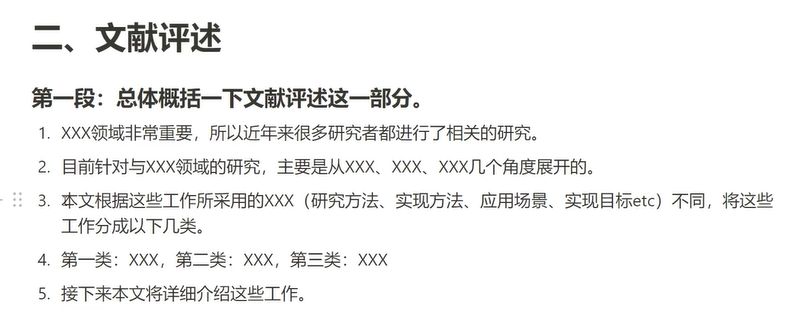 二、文献评述
第一段：总体概括一下文献评述这一部分。
1. XXX领域非常重要，所以近年来很多研究者都进行了相关的研究。
2. 目前针对与XXX领域的研究，主要是从XXX、XXX、XXX几个角度展开的。
3. 本文根据这些工作所采用的XXX（研究方法、实现方法、应用场景、实现目标etc）不同，将这些
工作分成以下几类。
4. 第一类：XXX，第二类：XXX，第三类：XXX
5. 接下来本文将详细介绍这些工作。